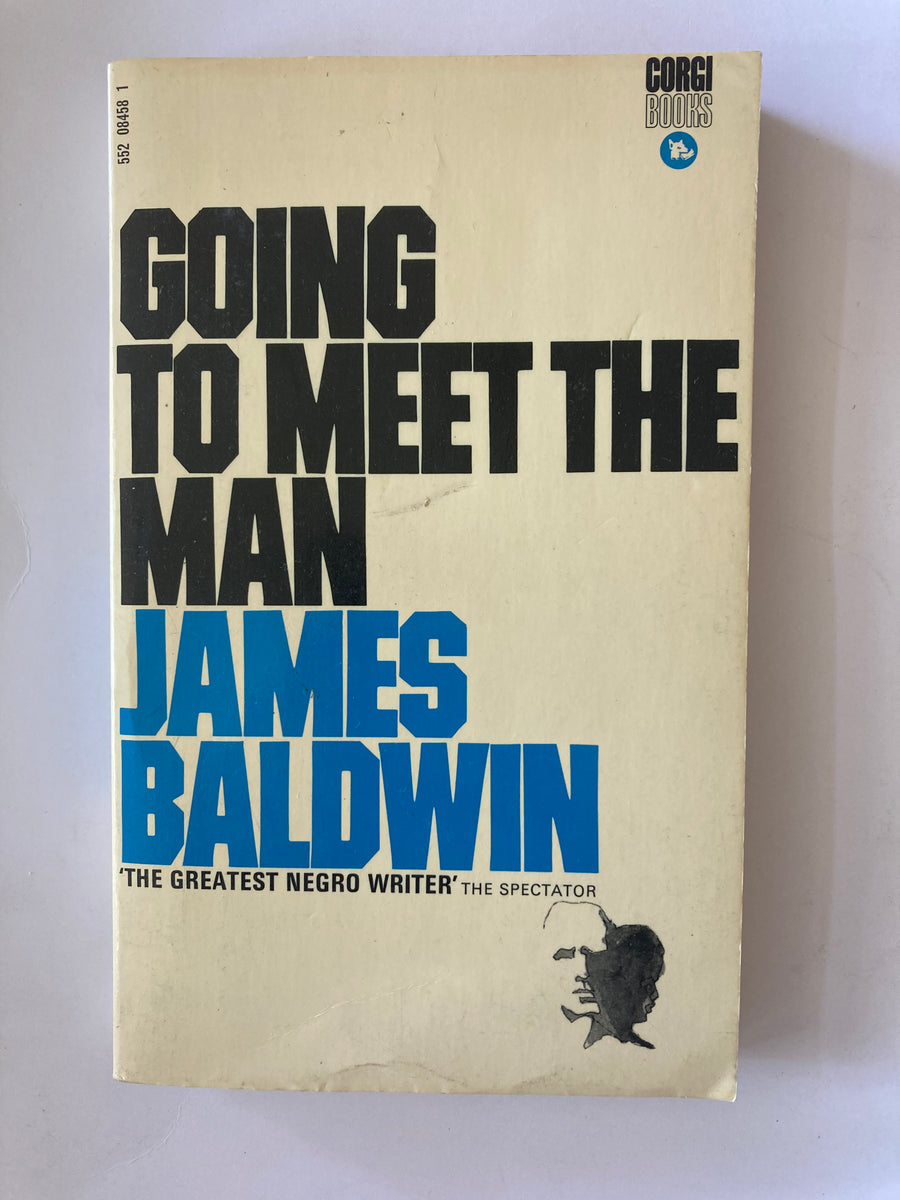 552 08458 1
CORGI
BOOKS
GOING
TO MEET THE
MAN
JAMES
BALDWIN
'THE GREATEST NEGRO WRITER' THE SPECTATOR